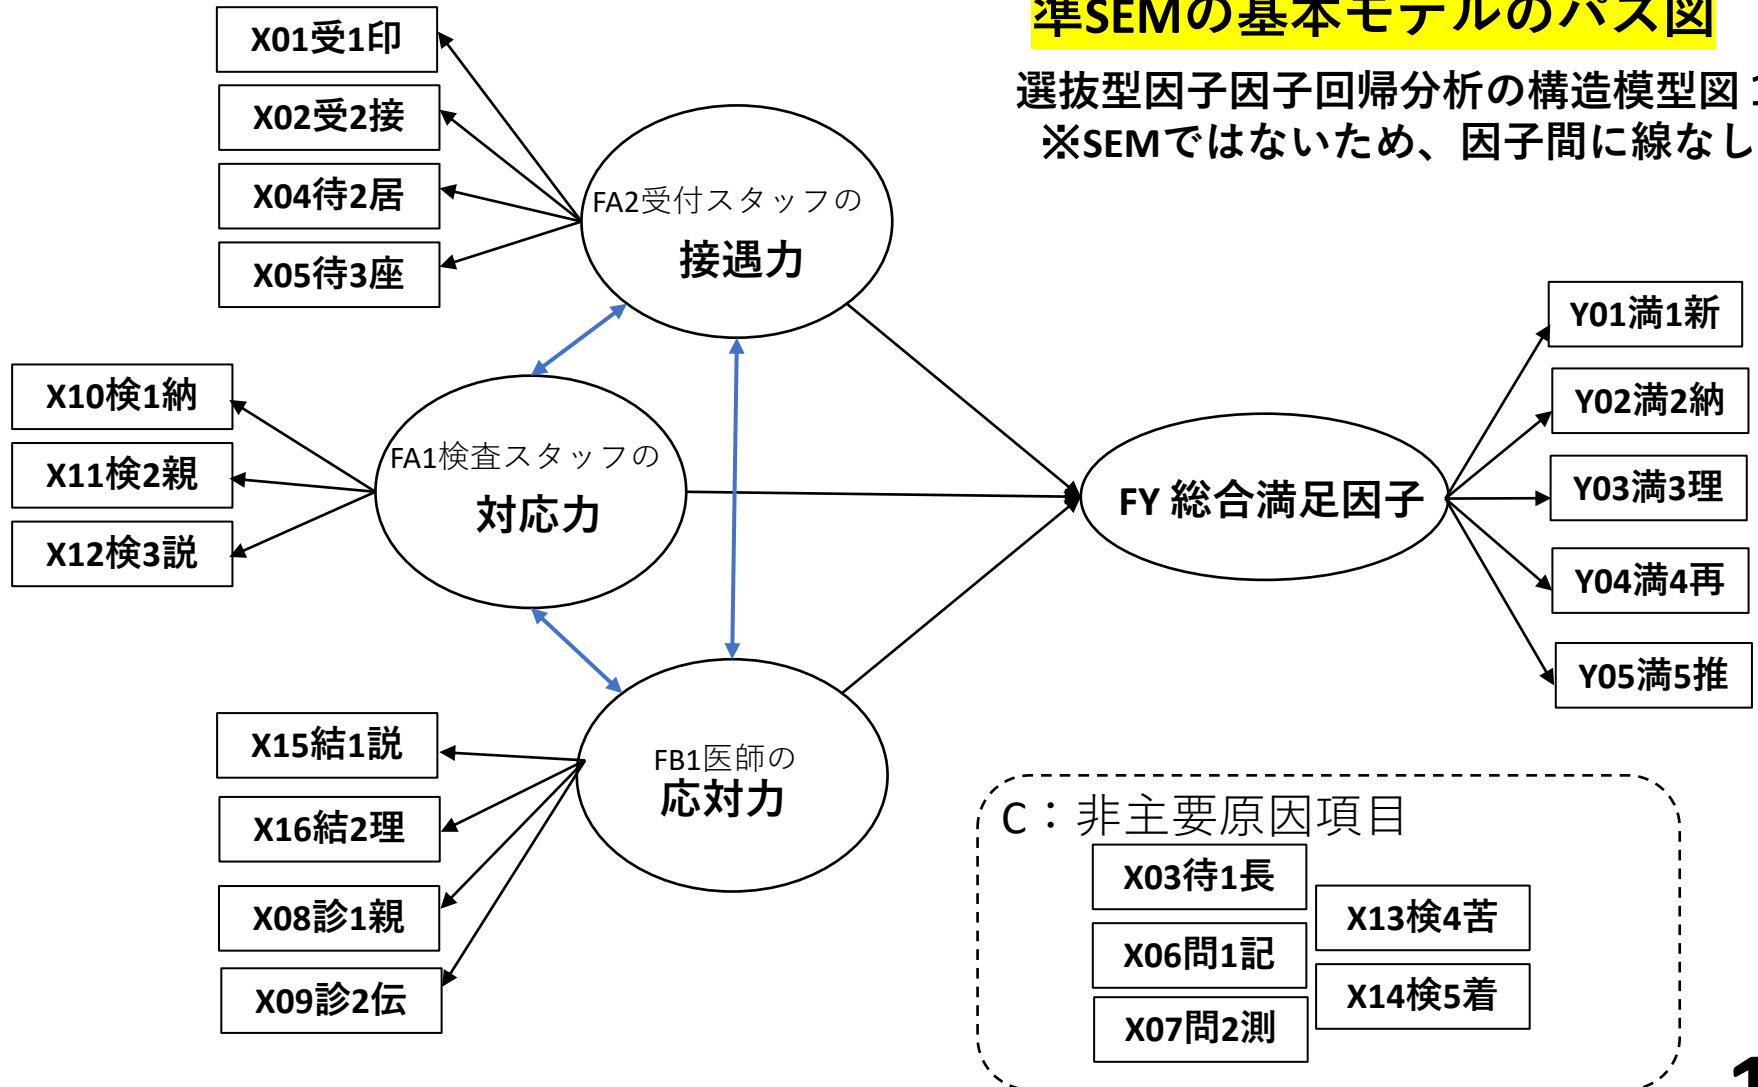 準SEMの基本モデルのパス図
選抜型因子因子回帰分析の構造模型図1
※SEMではないため、因子間に線なし
X01受1印
X02受2接
X04待2居
X05待3座
FA2受付スタッフの
接遇力
X10検1納
X11検2親
X12検3説
FA1検査スタッフの
対応力
X15結1説
X16結2理
X08診1親
X09診2伝
FB1医師の
応対力
FY 総合満足因子
Y01満1新
Y02満2納
Y03満3理
Y04満4再
Y05満5推
C：非主要原因項目
X03待1長
X06問1記
X07問2測
X13検4苦
X14検5着
1